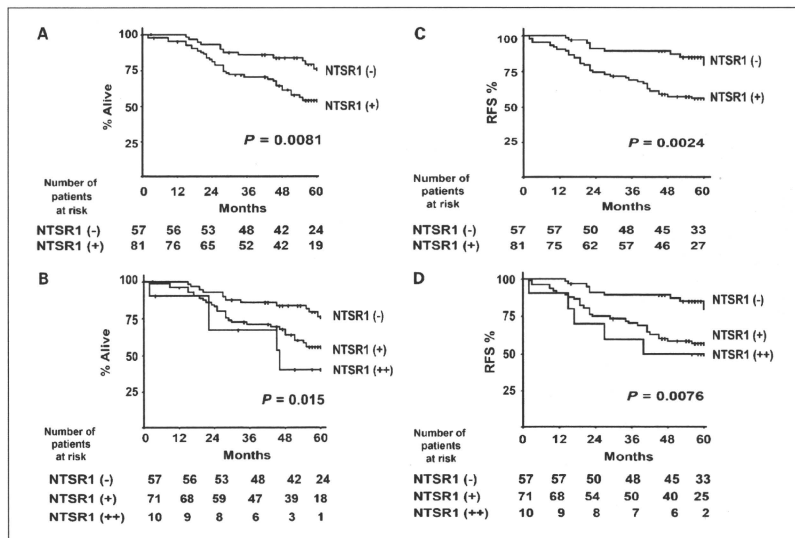 A
100
75
50
25
% Alive
NTSR1 (-)
NTSR1 (+)
P = 0.0081
0 12 24 36 48 60
Months
Number of
patients
at risk
NTSR1 (-) 57 56 53 48 42 24
NTSR1 (+) 81 76 65 52 42 19
B
100
75
50
25
% Alive
NTSR1 (-)
NTSR1 (+)
NTSR1 (++)
P = 0.015
0 12 24 36 48 60
Months
Number of
patients
at risk
NTSR1 (-) 57 56 53 48 42 24
NTSR1 (+) 71 68 59 47 39 18
NTSR1 (++) 10 9 8 6 3 1
C
100
75
50
25
RFS %
NTSR1 (-)
NTSR1 (+)
P = 0.0024
0 12 24 36 48 60
Months
Number of
patients
at risk
NTSR1 (-) 57 57 50 48 45 33
NTSR1 (+) 81 75 62 57 46 27
D
100
75
50
25
RFS %
NTSR1 (-)
NTSR1 (+)
NTSR1 (++)
P = 0.0076
0 12 24 36 48 60
Months
Number of
patients
at risk
NTSR1 (-) 57 57 50 48 45 33
NTSR1 (+) 71 68 54 50 40 25
NTSR1 (++) 10 9 8 7 6 2